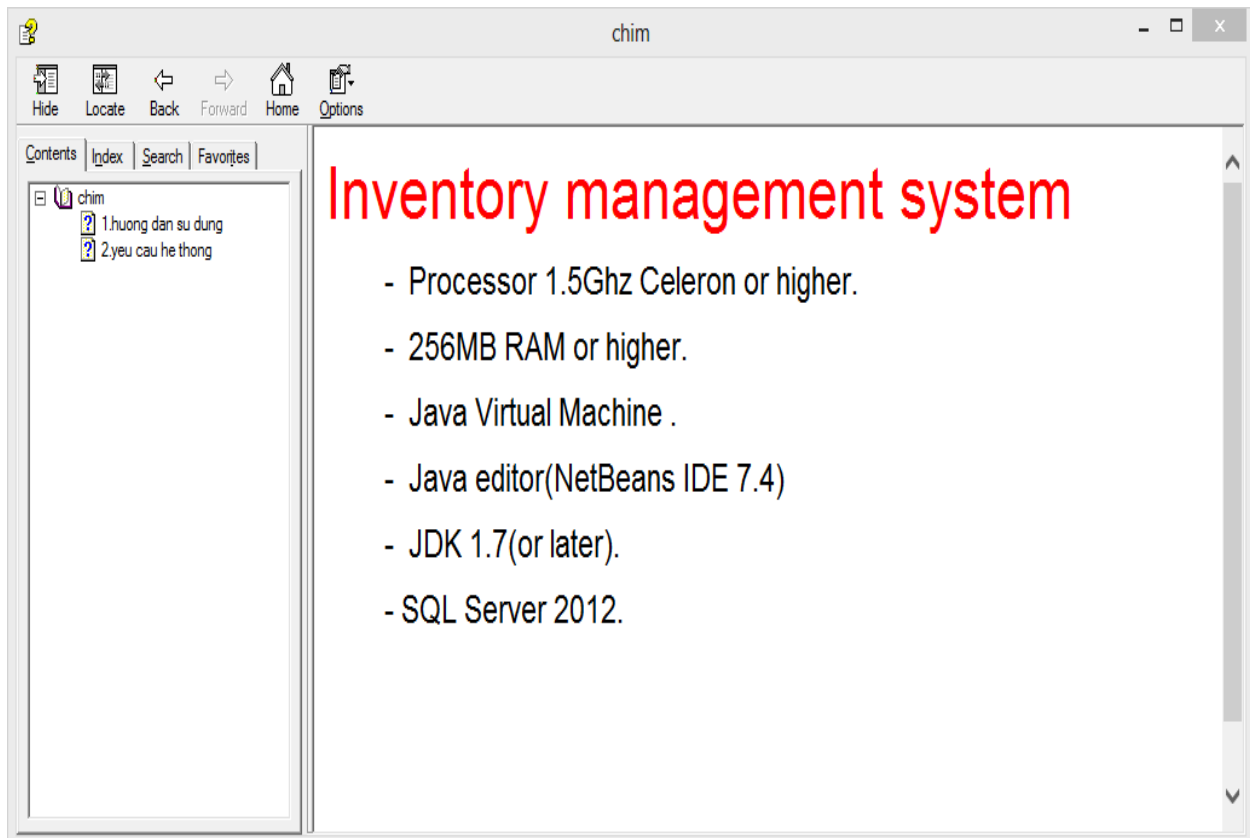 chim
Hide Locate Back Forward Home Options
Contents Index Search Favorites
chim
1.huong dan su dung
2.yeu cau he thong
Inventory management system
- Processor 1.5Ghz Celeron or higher.
- 256MB RAM or higher.
- Java Virtual Machine .
- Java editor(NetBeans IDE 7.4)
- JDK 1.7(or later).
- SQL Server 2012.